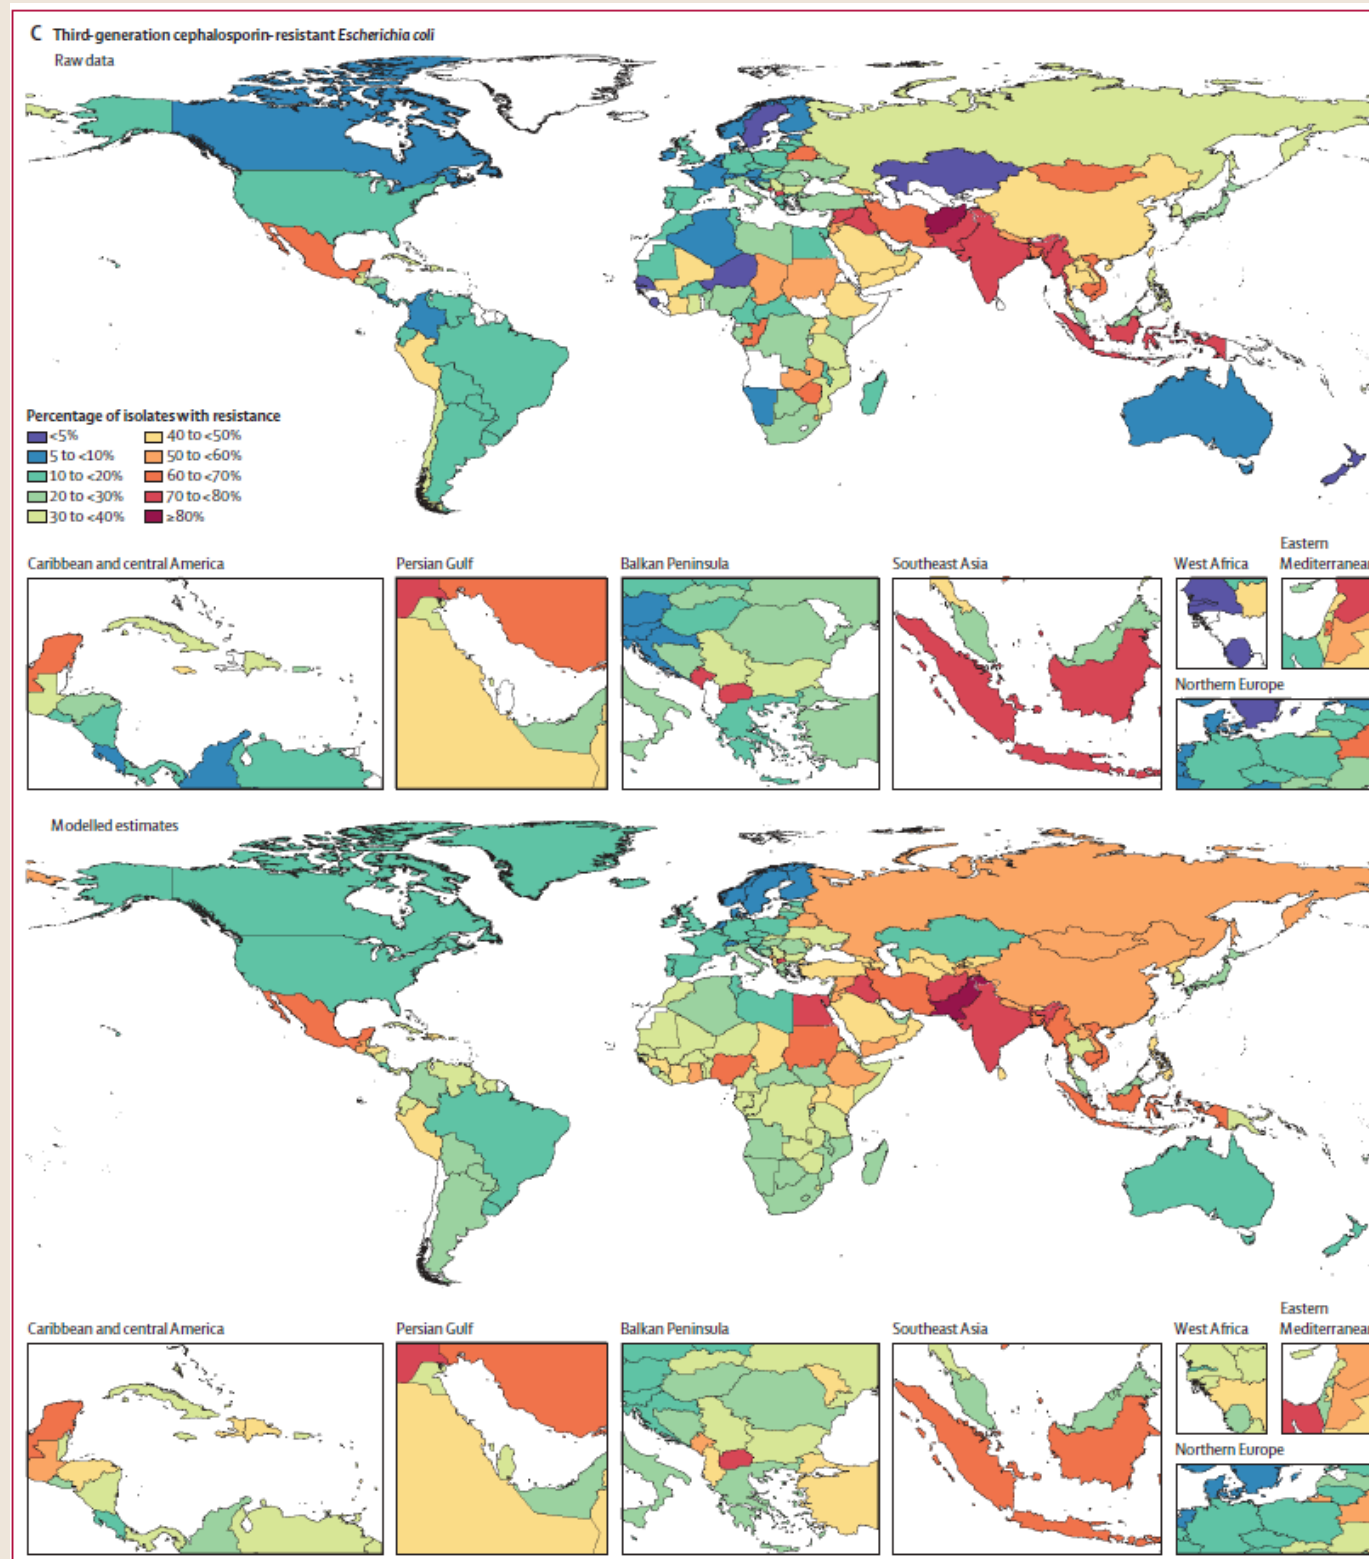 C Third-generation cephalosporin-resistant Escherichia coli
Raw data
Percentage of isolates with resistance
<5%
5 to <10%
10 to <20%
20 to <30%
30 to <40%
40 to <50%
50 to <60%
60 to <70%
70 to <80%
≥80%
Caribbean and central America
Persian Gulf
Balkan Peninsula
Southeast Asia
West Africa
Eastern
Mediterranean
Northern Europe
Modelled estimates
Caribbean and central America
Persian Gulf
Balkan Peninsula
Southeast Asia
West Africa
Eastern
Mediterranean
Northern Europe